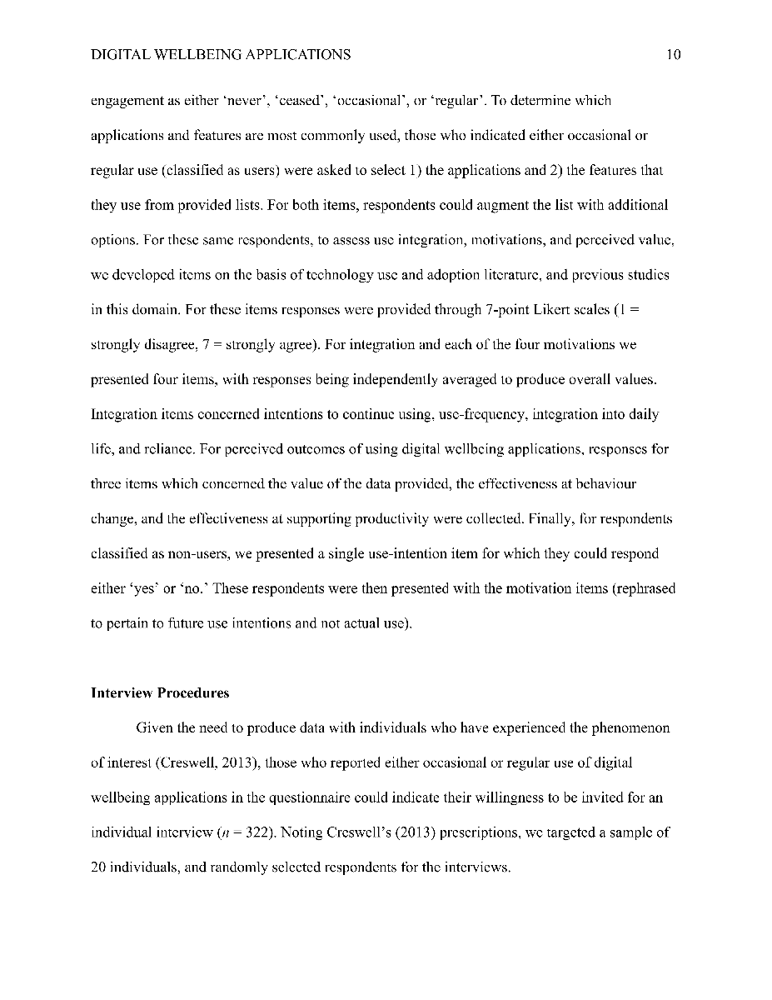 DIGITAL WELLBEING APPLICATIONS 10
engagement as either ‘never’, ‘ceased’, ‘occasional’, or ‘regular’. To determine which
applications and features are most commonly used, those who indicated either occasional or
regular use (classified as users) were asked to select 1) the applications and 2) the features that
they use from provided lists. For both items, respondents could augment the list with additional
options. For these same respondents, to assess use integration, motivations, and perceived value,
we developed items on the basis of technology use and adoption literature, and previous studies
in this domain. For these items responses were provided through 7-point Likert scales (1 =
strongly disagree, 7 = strongly agree). For integration and each of the four motivations we
presented four items, with responses being independently averaged to produce overall values.
Integration items concerned intentions to continue using, use-frequency, integration into daily
life, and reliance. For perceived outcomes of using digital wellbeing applications, responses for
three items which concerned the value of the data provided, the effectiveness at behaviour
change, and the effectiveness at supporting productivity were collected. Finally, for respondents
classified as non-users, we presented a single use-intention item for which they could respond
either ‘yes’ or ‘no.’ These respondents were then presented with the motivation items (rephrased
to pertain to future use intentions and not actual use).
Interview Procedures
Given the need to produce data with individuals who have experienced the phenomenon
of interest (Creswell, 2013), those who reported either occasional or regular use of digital
wellbeing applications in the questionnaire could indicate their willingness to be invited for an
individual interview (n = 322). Noting Creswell’s (2013) prescriptions, we targeted a sample of
20 individuals, and randomly selected respondents for the interviews.